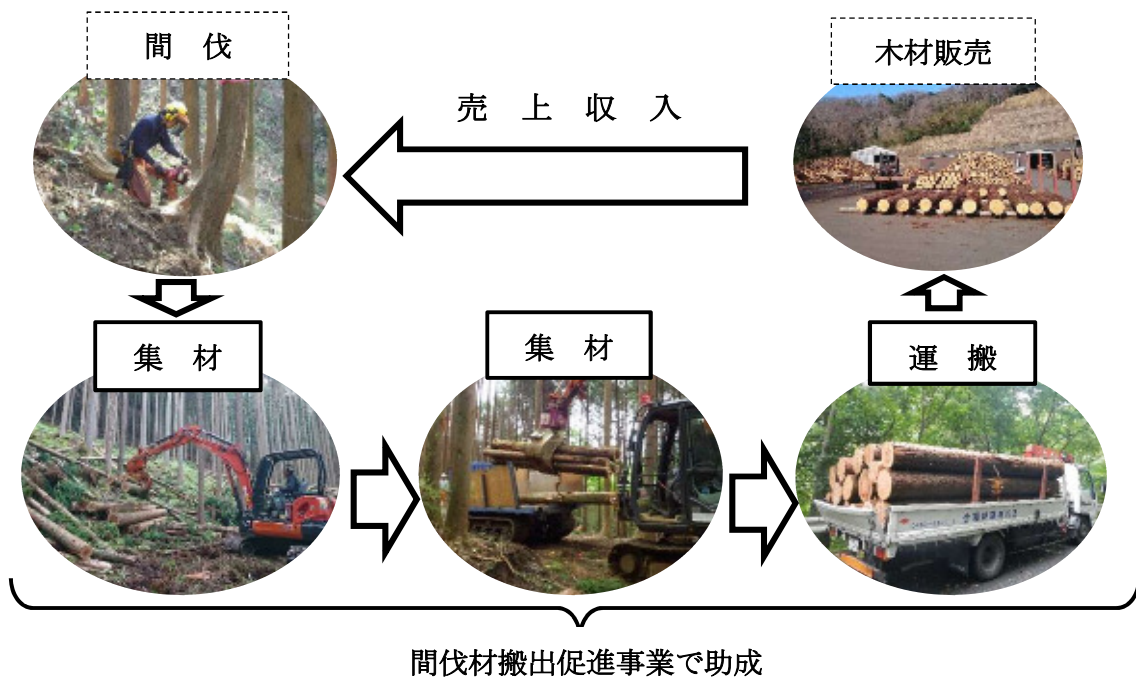 間 伐
木材販売
売 上 収 入
集 材
集 材
運 搬
間伐材搬出促進事業で助成